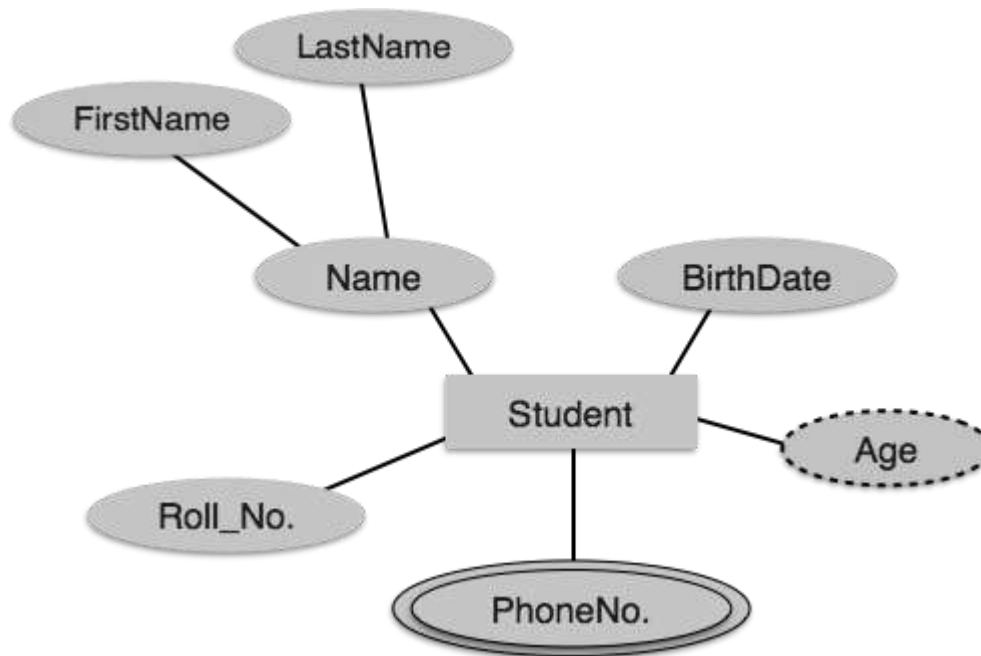 LastName
FirstName
Name
BirthDate
Student
Age
Roll_No.
PhoneNo.